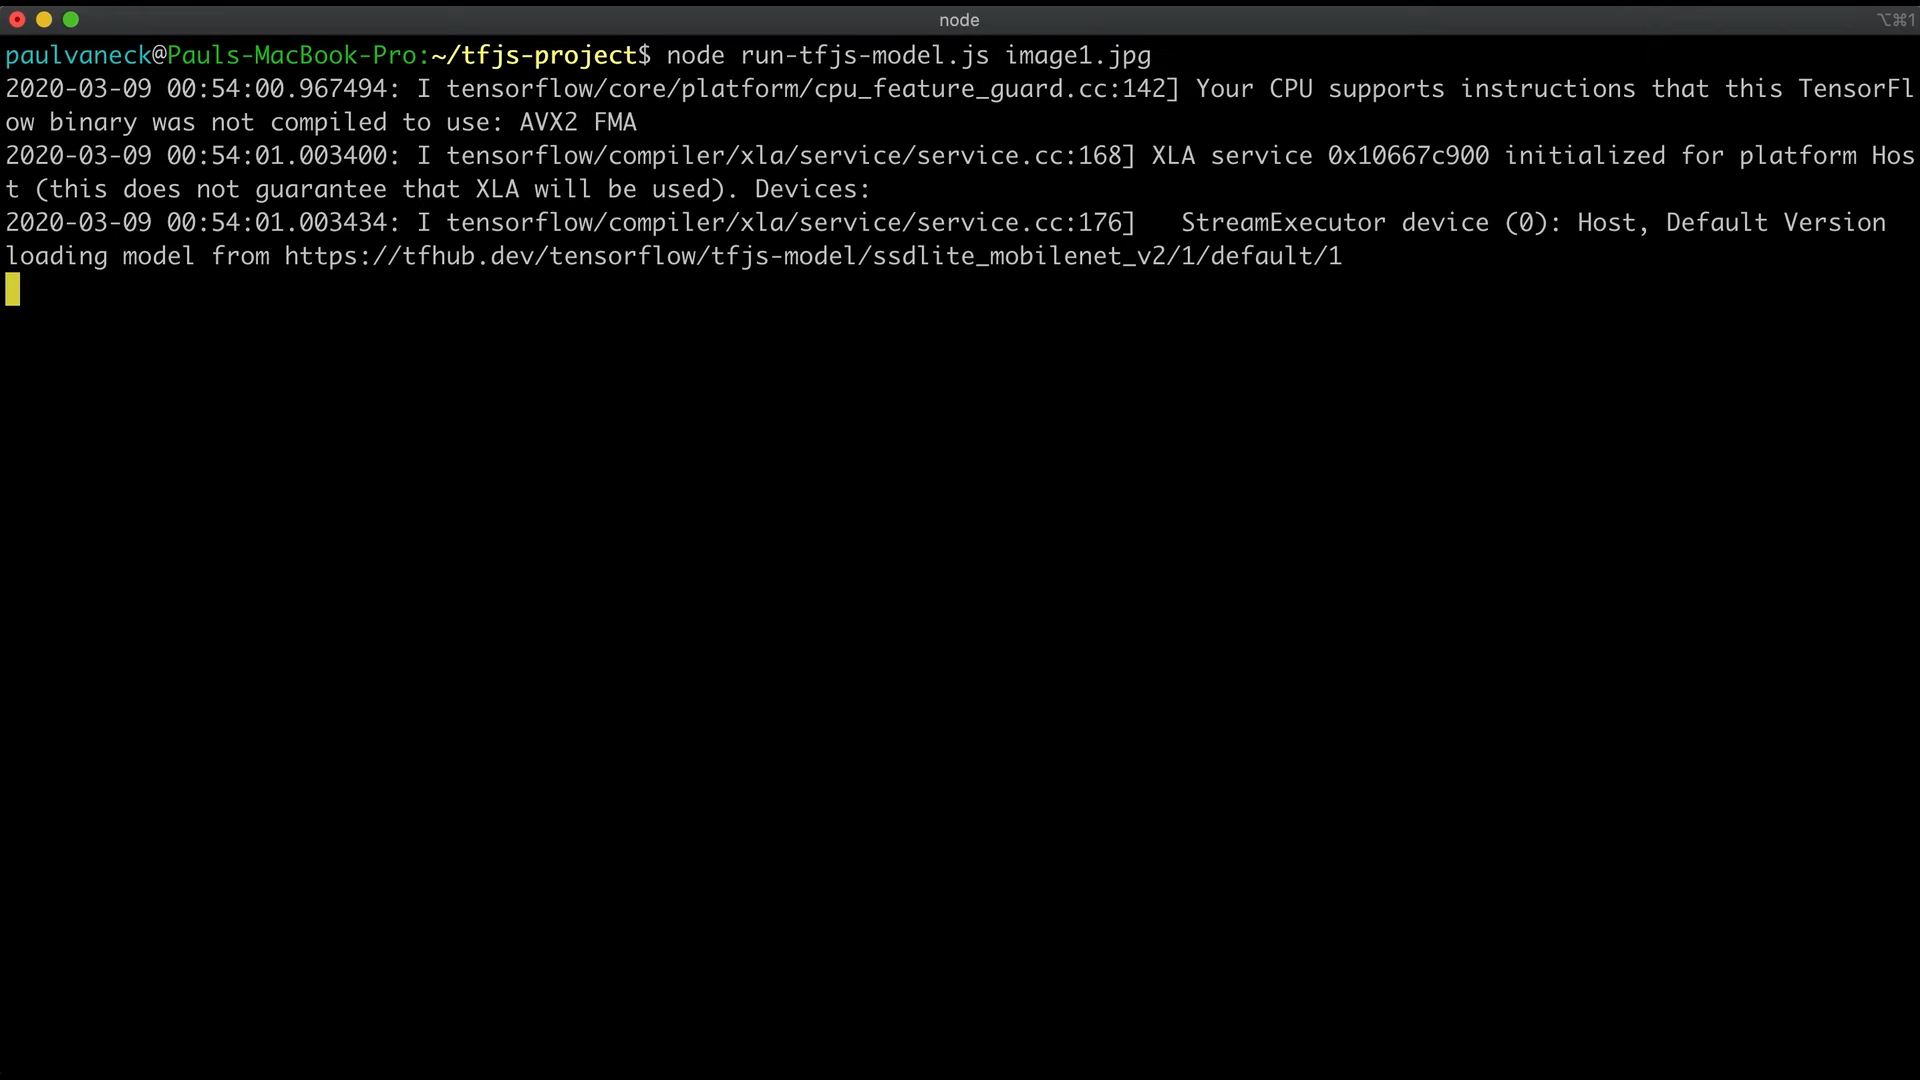 node
⌥⌘1
paulvaneck@Pauls-MacBook-Pro:~/tfjs-project$ node run-tfjs-model.js image1.jpg
2020-03-09 00:54:00.967494: I tensorflow/core/platform/cpu_feature_guard.cc:142] Your CPU supports instructions that this TensorFl
ow binary was not compiled to use: AVX2 FMA
2020-03-09 00:54:01.003400: I tensorflow/compiler/xla/service/service.cc:168] XLA service 0x10667c900 initialized for platform Hos
t (this does not guarantee that XLA will be used). Devices:
2020-03-09 00:54:01.003434: I tensorflow/compiler/xla/service/service.cc:176]   StreamExecutor device (0): Host, Default Version
loading model from https://tfhub.dev/tensorflow/tfjs-model/ssdlite_mobilenet_v2/1/default/1